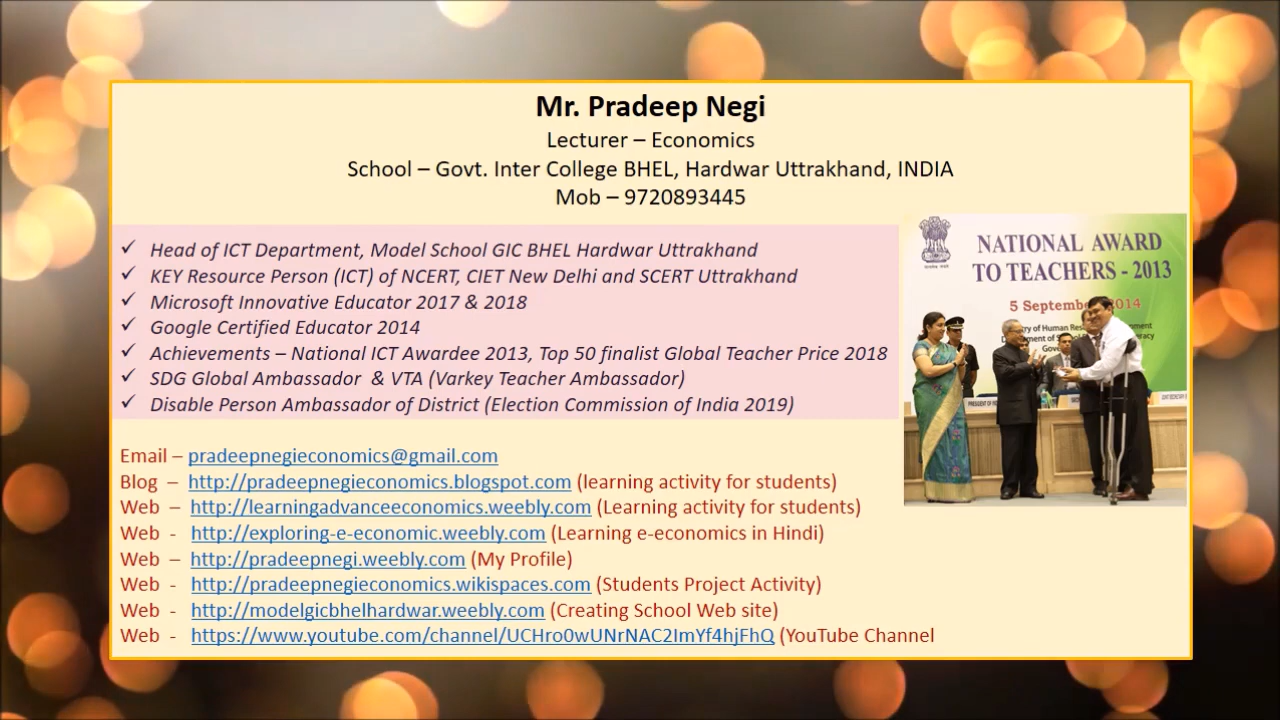 Mr. Pradeep Negi
Lecturer – Economics
School – Govt. Inter College BHEL, Hardwar Uttrakhand, INDIA
Mob – 9720893445
✓ Head of ICT Department, Model School GIC BHEL Hardwar Uttrakhand
✓ KEY Resource Person (ICT) of NCERT, CIET New Delhi and SCERT Uttrakhand
✓ Microsoft Innovative Educator 2017 & 2018
✓ Google Certified Educator 2014
✓ Achievements – National ICT Awardee 2013, Top 50 finalist Global Teacher Price 2018
✓ SDG Global Ambassador & VTA (Varkey Teacher Ambassador)
✓ Disable Person Ambassador of District (Election Commission of India 2019)
NATIONAL AWARD
TO TEACHERS - 2013
5 September 2014
of Human
Email – pradeepnegieconomics@gmail.com
Blog – http://pradeepnegieconomics.blogspot.com (learning activity for students)
Web – http://learningadvanceeconomics.weebly.com (Learning activity for students)
Web - http://exploring-e-economic.weebly.com (Learning e-economics in Hindi)
Web – http://pradeepnegi.weebly.com (My Profile)
Web - http://pradeepnegieconomics.wikispaces.com (Students Project Activity)
Web - http://modelgicbhelhardwar.weebly.com (Creating School Web site)
Web - https://www.youtube.com/channel/UCHro0wUNrNAC2ImYf4hjFhQ (YouTube Channel